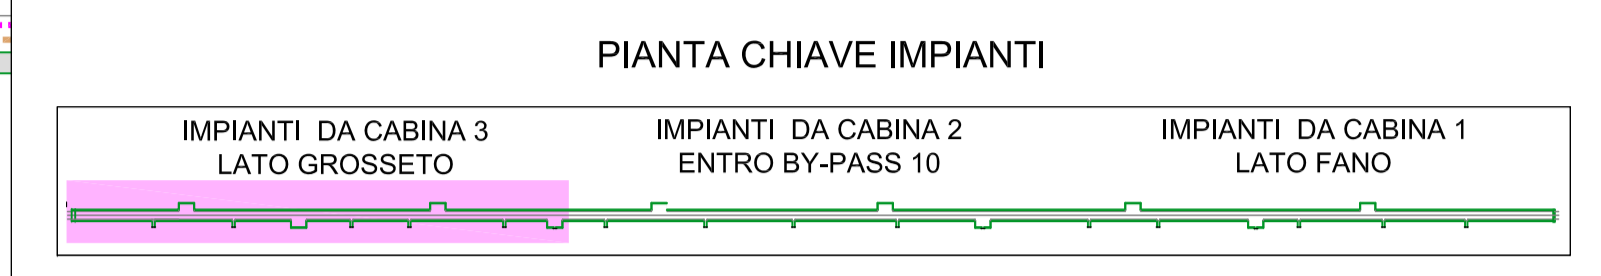 PIANTA CHIAVE IMPIANTI
IMPIANTI DA CABINA 3
LATO GROSSETO
IMPIANTI DA CABINA 2
ENTRO BY-PASS 10
IMPIANTI DA CABINA 1
LATO FANO